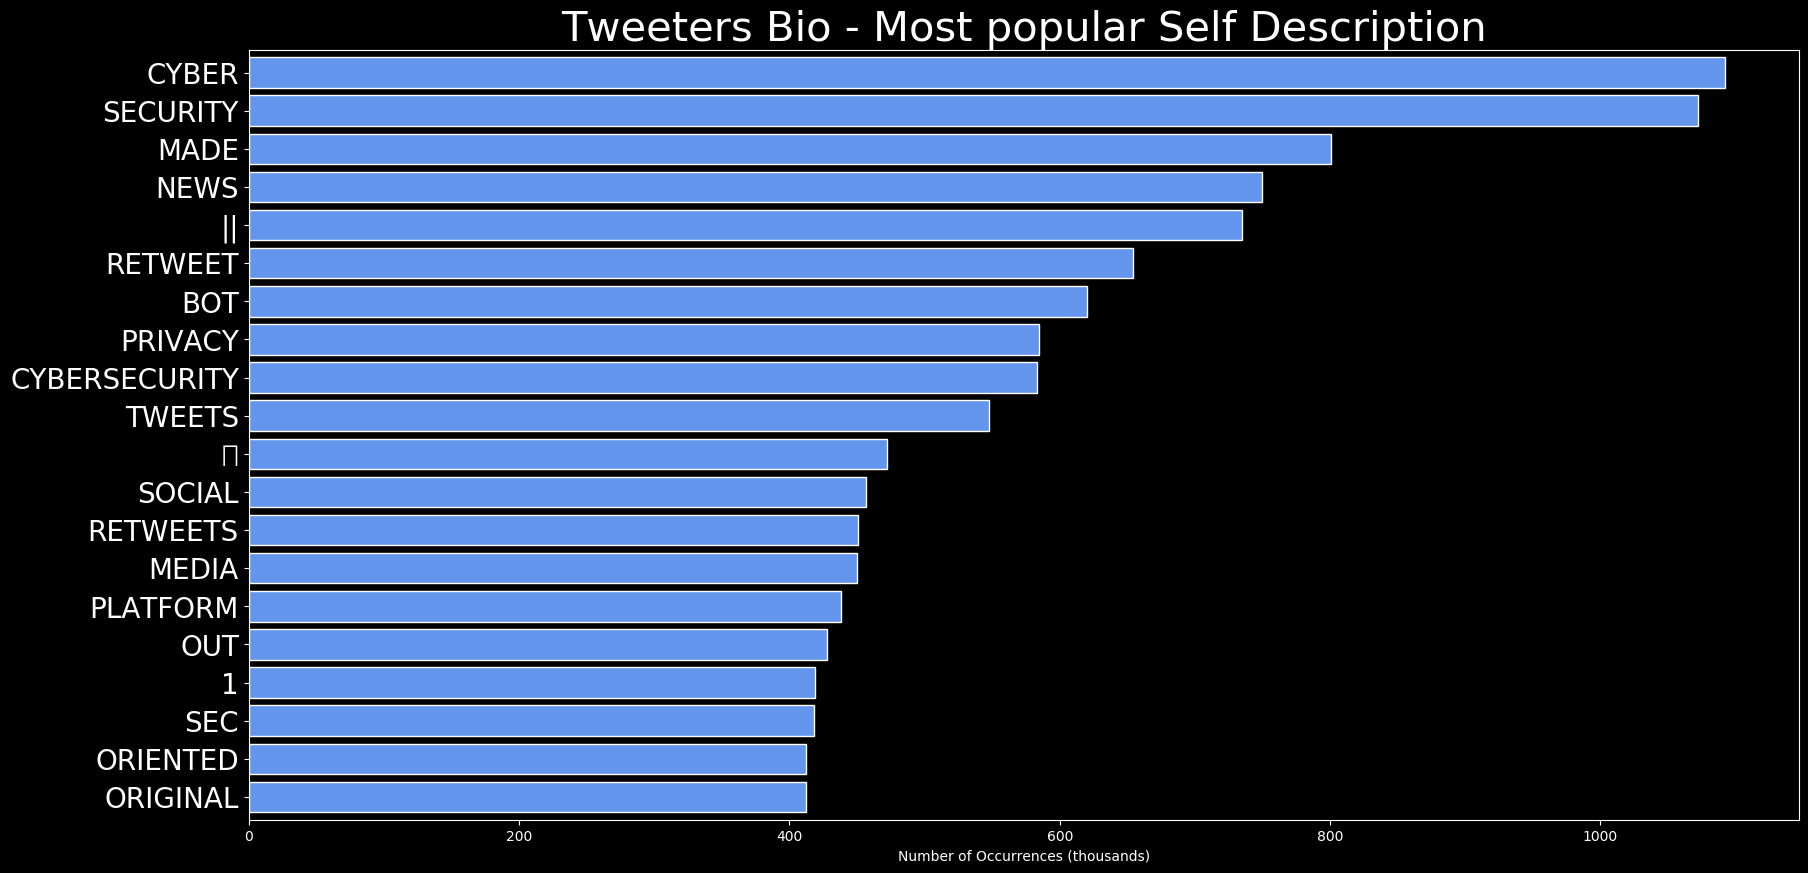 Tweeters Bio - Most popular Self Description
CYBER
SECURITY
MADE
NEWS
||
RETWEET
BOT
PRIVACY
CYBERSECURITY
TWEETS
SOCIAL
RETWEETS
MEDIA
PLATFORM
OUT
1
SEC
ORIENTED
ORIGINAL
0 200 400 600 800 1000
Number of Occurrences (thousands)